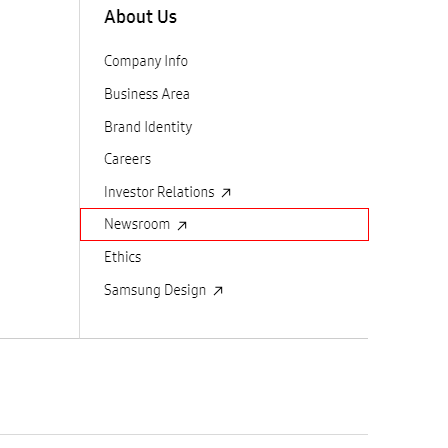 About Us
Company Info
Business Area
Brand Identity
Careers
Investor Relations ↗
Newsroom ↗
Ethics
Samsung Design ↗